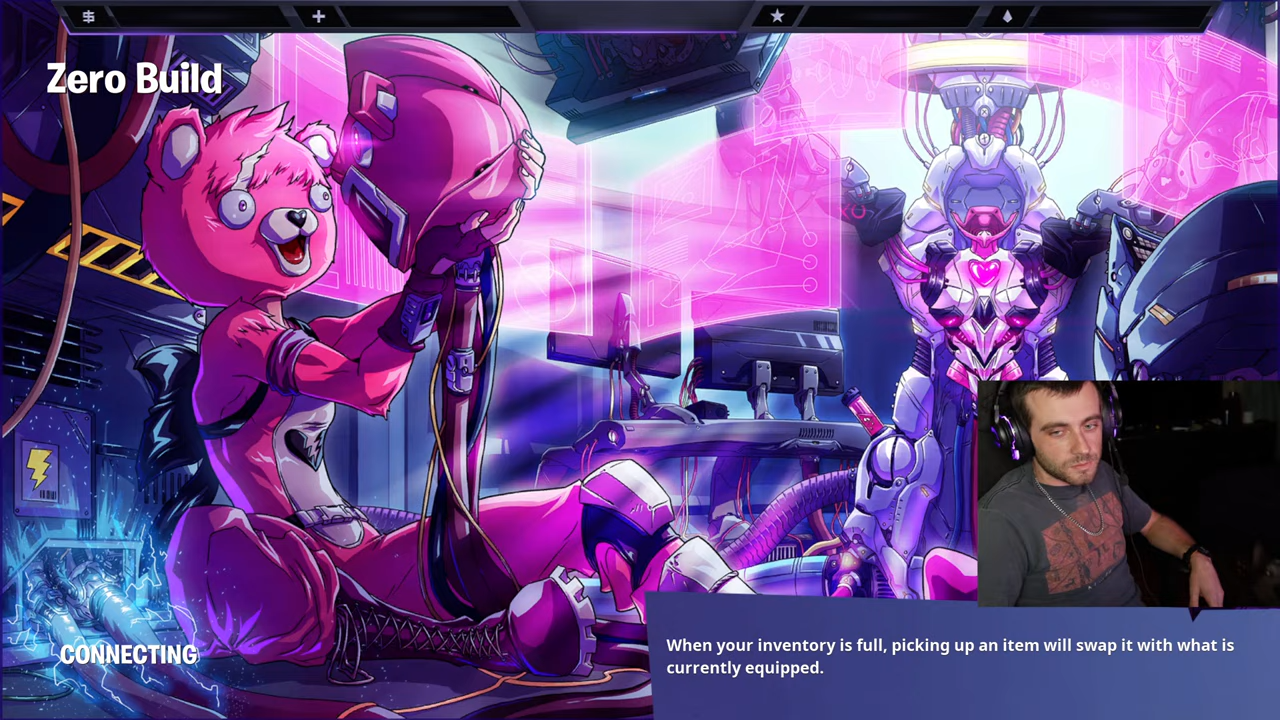 Zero Build
CONNECTING
When your inventory is full, picking up an item will swap it with what is
currently equipped.